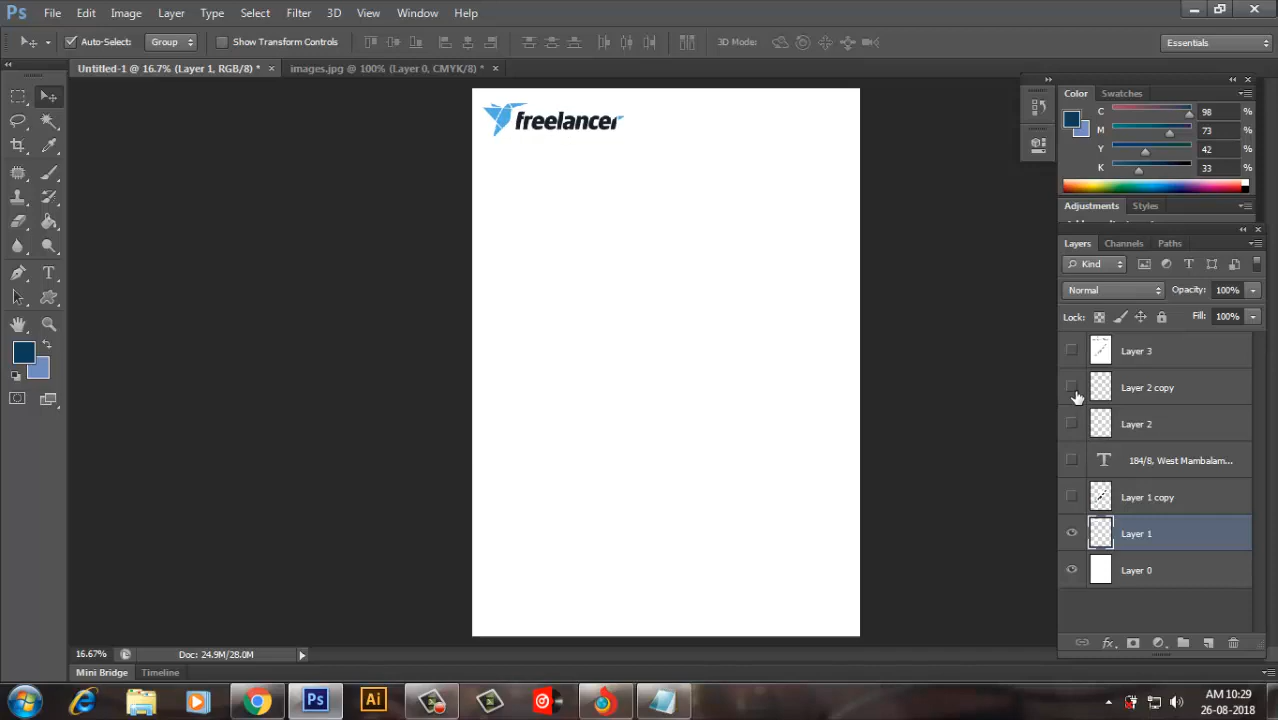 Ps File Edit Image Layer Type Select Filter 3D View Window Help
Auto-Select: Group Show Transform Controls 3D Mode: Essentials
Untitled-1 @ 16.7% (Layer 1, RGB/8) * × images.jpg @ 100% (Layer 0, CMYK/8) * ×
freelancer
Color Swatches
C 98 %
M 73 %
Y 42 %
K 33 %
Adjustments Styles
Layers Channels Paths
Kind
Normal Opacity: 100%
Lock: Fill: 100%
Layer 3
Layer 2 copy
Layer 2
T 184/8, West Mambalam...
Layer 1 copy
Layer 1
Layer 0
fx
16.67% Doc: 24.9M/28.0M
Mini Bridge Timeline
Ps Ai
AM 10:29
26-08-2018